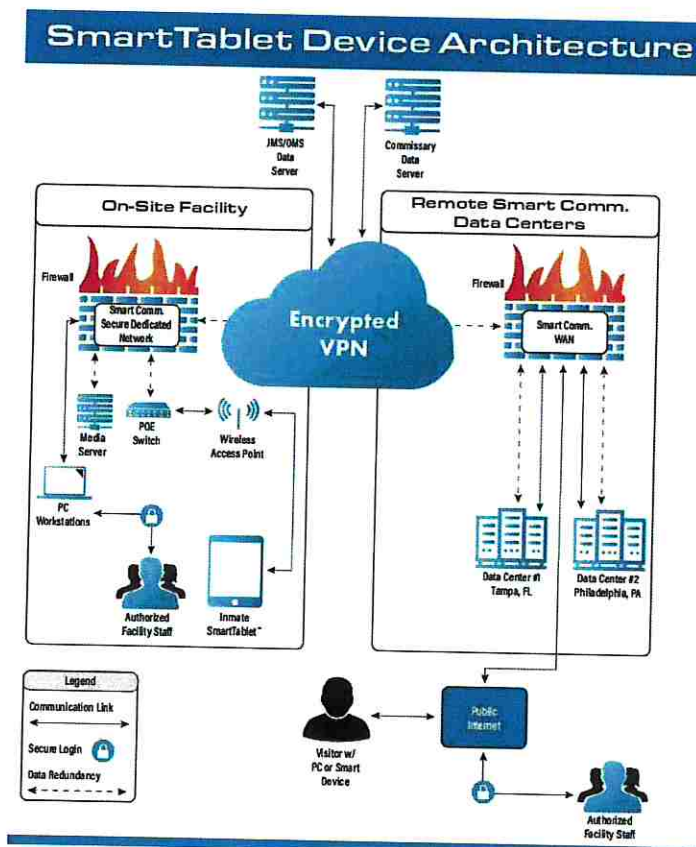 SmartTablet Device Architecture
JMS/OMS
Data
Server
Commissary
Data
Server
On-Site Facility
Remote Smart Comm.
Data Centers
Firewall
Smart Comm.
Secure Dedicated
Network
Encrypted
VPN
Firewall
Smart Comm.
WAN
Media
Server
POE
Switch
Wireless
Access Point
PC
Workstations
Authorized
Facility Staff
Inmate
SmartTablet™
Data Center #1
Tampa, FL
Data Center #2
Philadelphia, PA
Legend
Communication Link
Secure Login
Data Redundancy
Visitor w/
PC or Smart
Device
Public
Internet
Authorized
Facility Staff